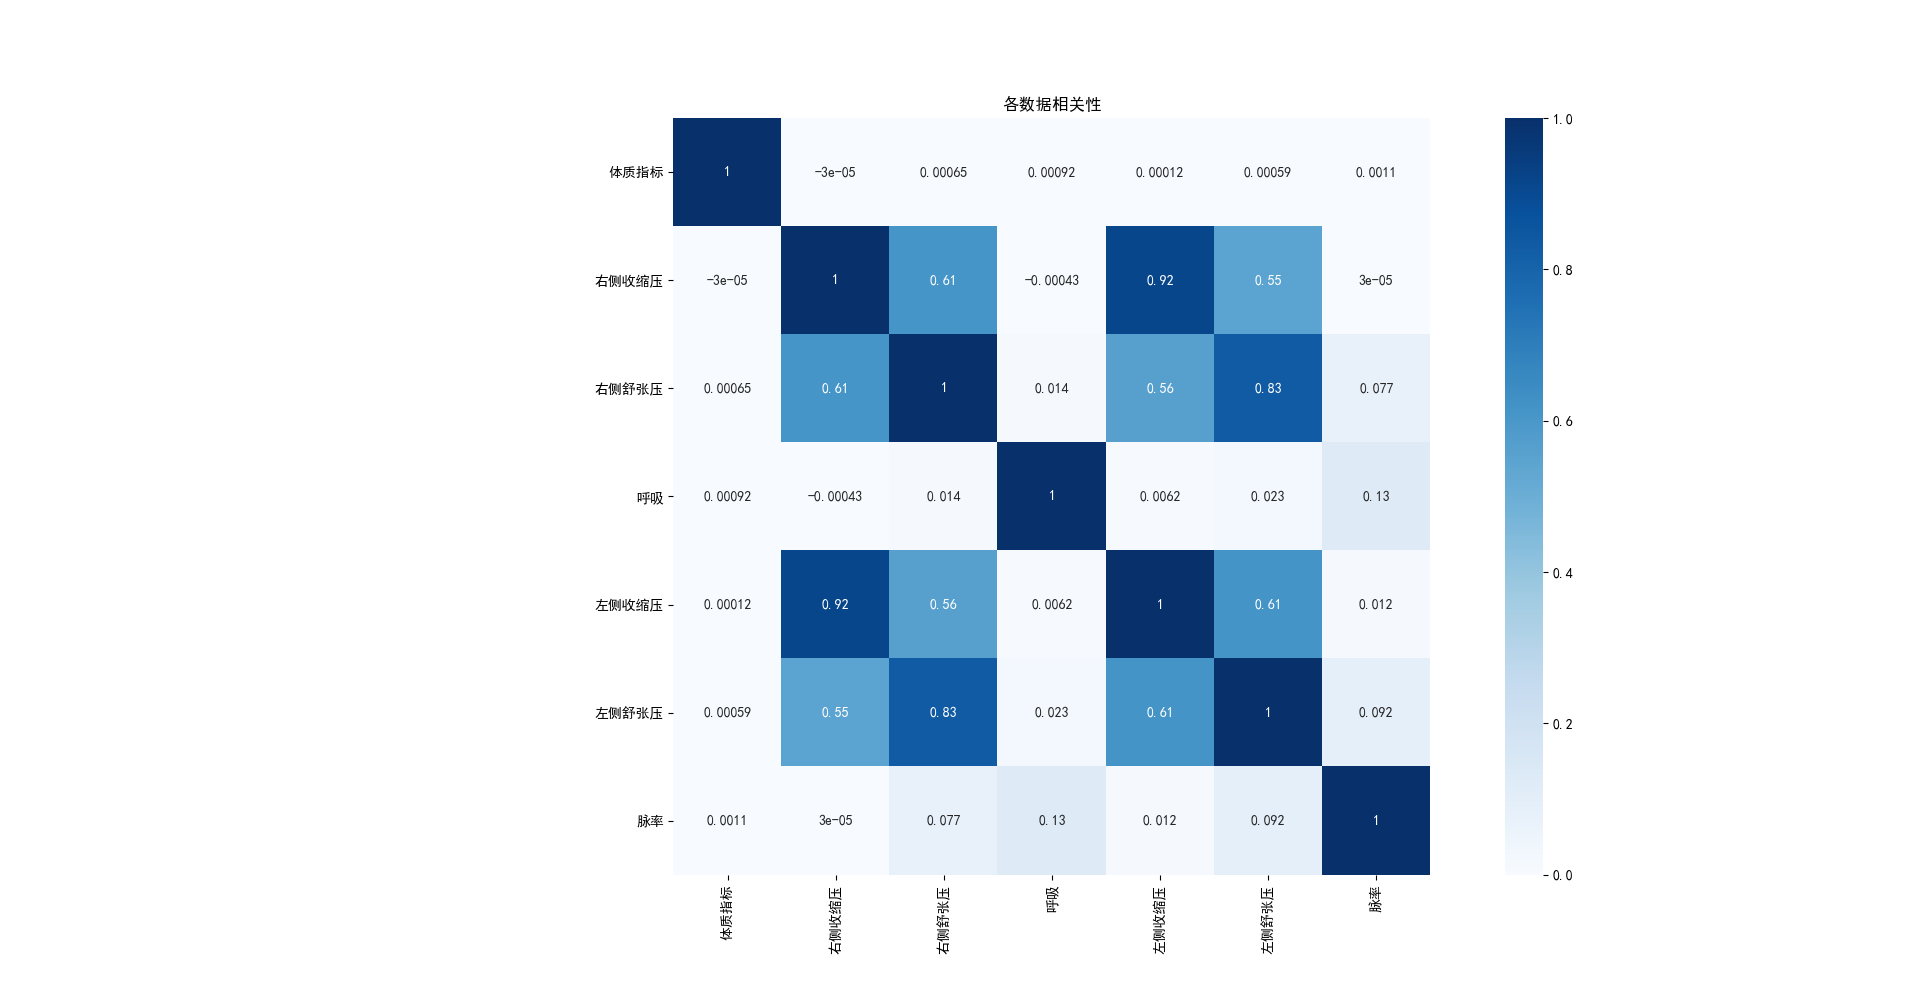 各数据相关性
体质指标 1 -3e-05 0.00065 0.00092 0.00012 0.00059 0.0011
右侧收缩压 -3e-05 1 0.61 -0.00043 0.92 0.55 3e-05
右侧舒张压 0.00065 0.61 1 0.014 0.56 0.83 0.077
呼吸 0.00092 -0.00043 0.014 1 0.0062 0.023 0.13
左侧收缩压 0.00012 0.92 0.56 0.0062 1 0.61 0.012
左侧舒张压 0.00059 0.55 0.83 0.023 0.61 1 0.092
脉率 0.0011 3e-05 0.077 0.13 0.012 0.092 1
体质指标 右侧收缩压 右侧舒张压 呼吸 左侧收缩压 左侧舒张压 脉率
1.0
0.8
0.6
0.4
0.2
0.0